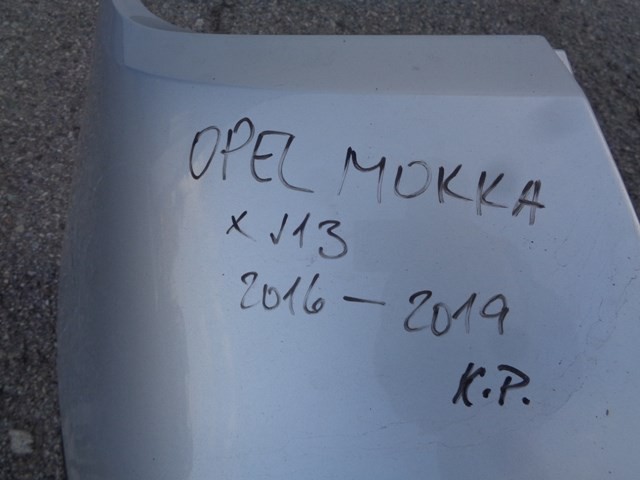 OPEL MOKKA
X J13
2016 - 2019
K.P.